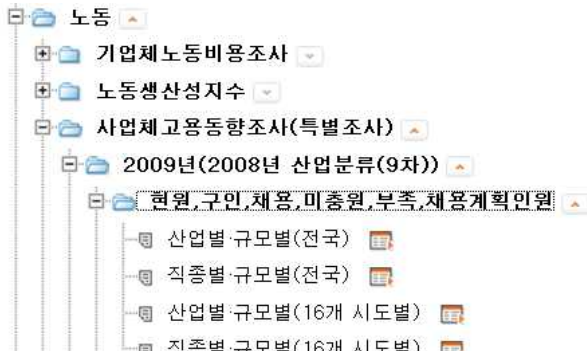 노동
기업체노동비용조사
노동생산성지수
사업체고용동향조사(특별조사)
2009년(2008년 산업분류(9차))
현원,구인,채용,미충원,부족,채용계획인원
산업별·규모별(전국)
직종별·규모별(전국)
산업별·규모별(16개 시도별)
직종별·규모별(16개 시도별)